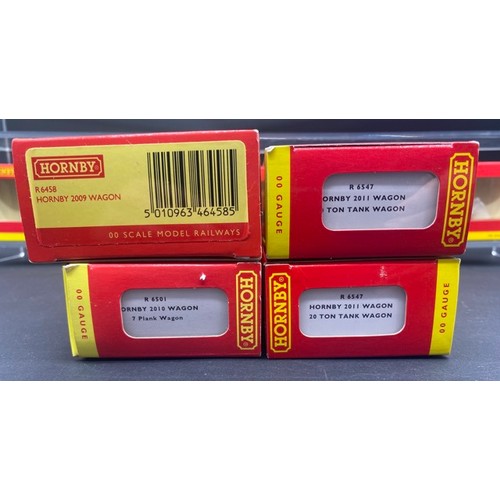 HORNBY
R6458
HORNBY 2009 WAGON
5 010963 464585
00 SCALE MODEL RAILWAYS
00 GAUGE
R 6547
ORNBY 2011 WAGON
TON TANK WAGON
HORNBY
00 GAUGE
R 6501
ORNBY 2010 WAGON
7 Plank Wagon
HORNBY
HORNBY
R 6547
HORNBY 2011 WAGON
20 TON TANK WAGON
00 GAUGE